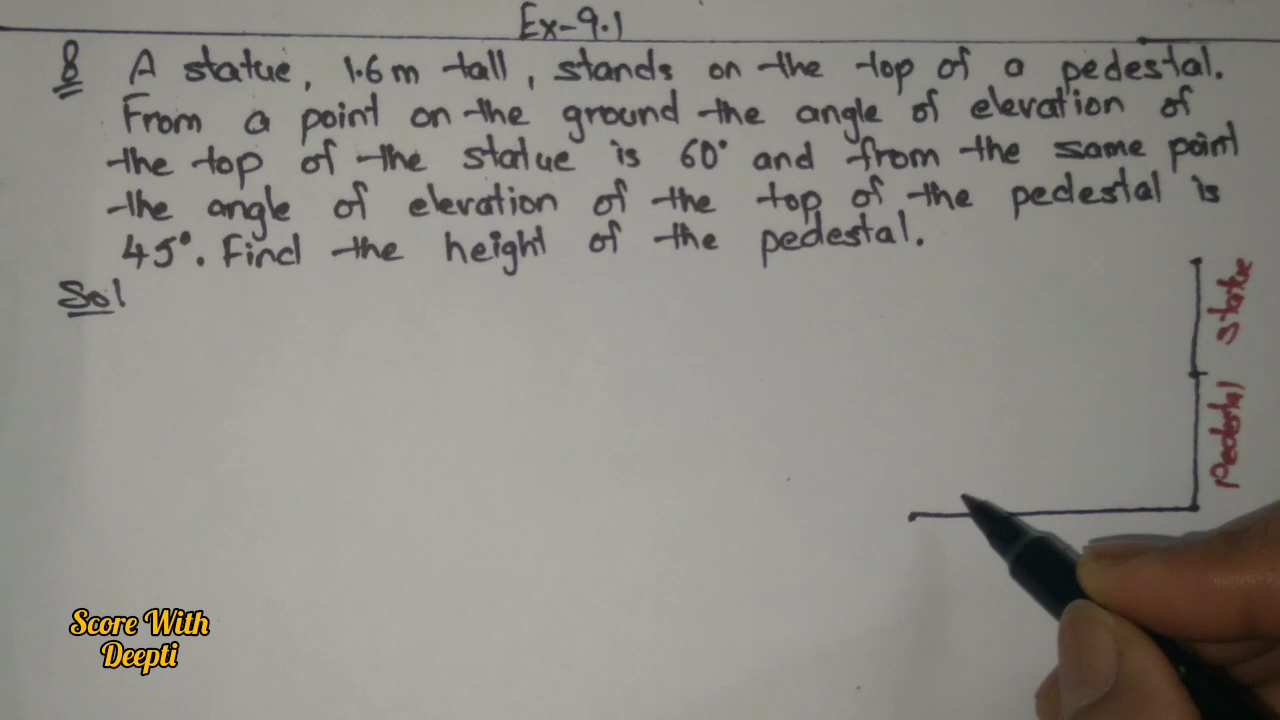 Ex-9.1
8 A statue, 1.6m tall, stands on the top of a pedestal.
From a point on the ground the angle of elevation of
the top of the statue is 60° and from the same point
the angle of elevation of the top of the pedestal is
45°. Find the height of the pedestal.
Sol
statue
Pedestal
Score With
Deepti